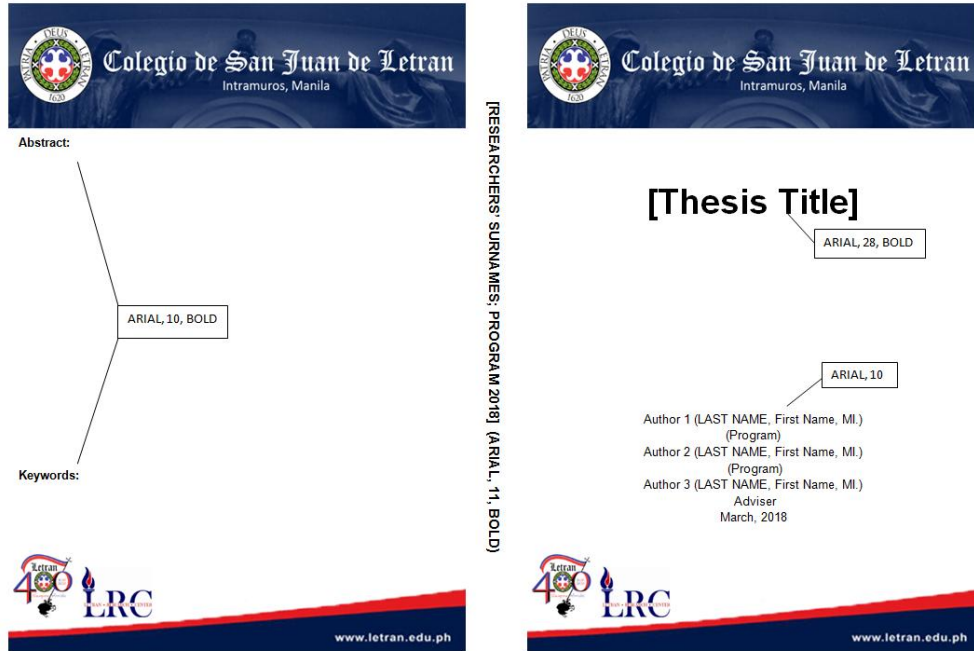 PATRIA DEUS LETRAN
1620
Colegio de San Juan de Letran
Intramuros, Manila
Abstract:
ARIAL, 10, BOLD
Keywords:
Letran
400
LRC
www.letran.edu.ph
[RESEARCHERS' SURNAMES; PROGRAM 2018] (ARIAL, 11, BOLD)
PATRIA DEUS LETRAN
1620
Colegio de San Juan de Letran
Intramuros, Manila
[Thesis Title]
ARIAL, 28, BOLD
ARIAL, 10
Author 1 (LAST NAME, First Name, MI.)
(Program)
Author 2 (LAST NAME, First Name, MI.)
(Program)
Author 3 (LAST NAME, First Name, MI.)
Adviser
March, 2018
Letran
400
LRC
www.letran.edu.ph